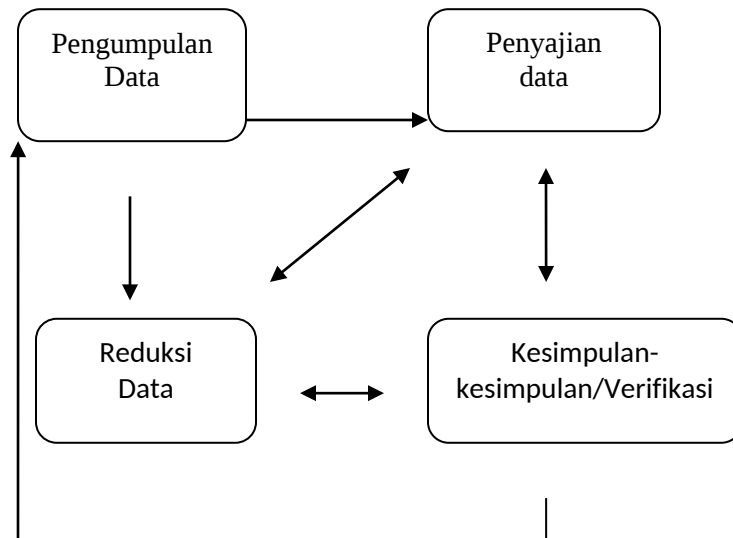 Pengumpulan
Data
Penyajian
data
Reduksi
Data
Kesimpulan-
kesimpulan/Verifikasi